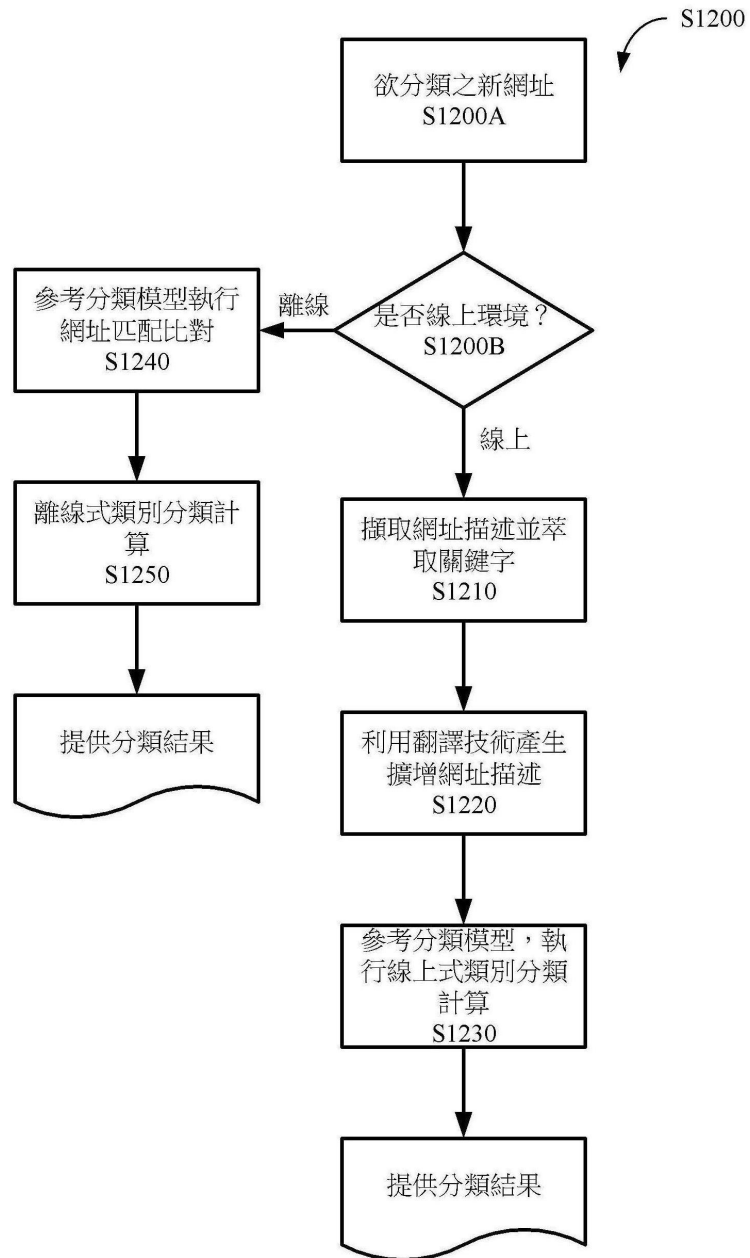 S1200
欲分類之新網址
S1200A
是否線上環境？
S1200B
離線
線上
參考分類模型執行
網址匹配比對
S1240
離線式類別分類計
算
S1250
提供分類結果
擷取網址描述並萃
取關鍵字
S1210
利用翻譯技術產生
擴增網址描述
S1220
參考分類模型，執
行線上式類別分類
計算
S1230
提供分類結果